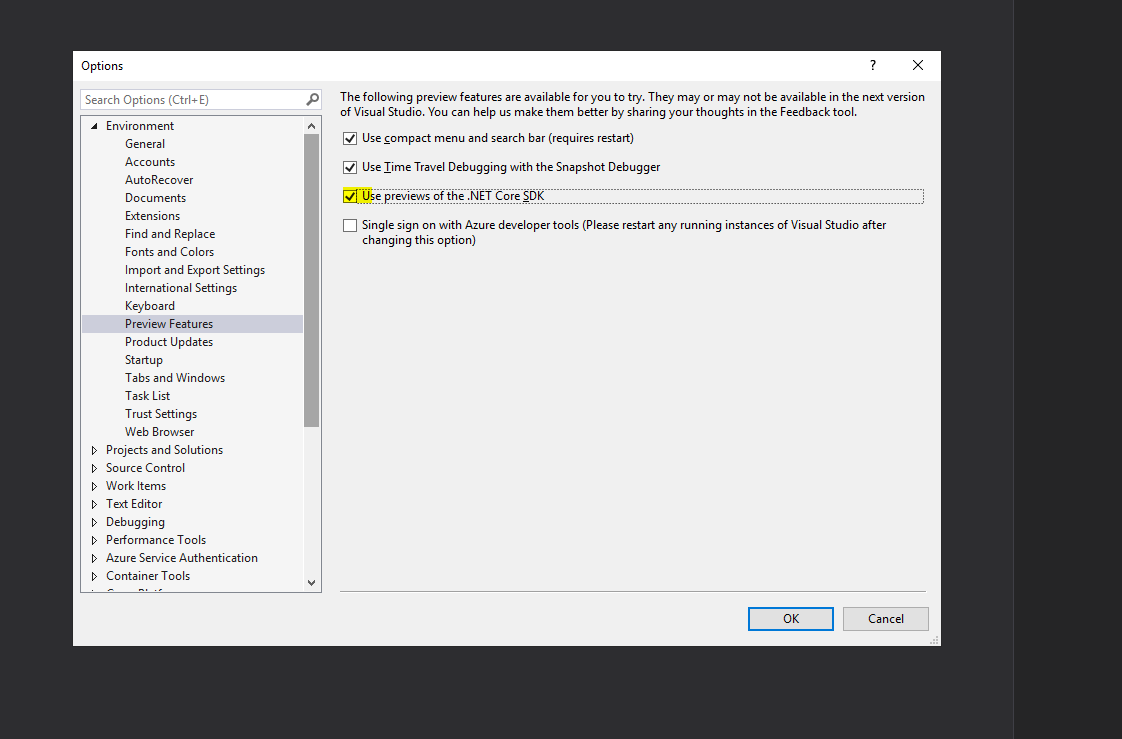 Options
?
Search Options (Ctrl+E)
Environment
General
Accounts
AutoRecover
Documents
Extensions
Find and Replace
Fonts and Colors
Import and Export Settings
International Settings
Keyboard
Preview Features
Product Updates
Startup
Tabs and Windows
Task List
Trust Settings
Web Browser
Projects and Solutions
Source Control
Work Items
Text Editor
Debugging
Performance Tools
Azure Service Authentication
Container Tools
The following preview features are available for you to try. They may or may not be available in the next version
of Visual Studio. You can help us make them better by sharing your thoughts in the Feedback tool.
Use compact menu and search bar (requires restart)
Use Time Travel Debugging with the Snapshot Debugger
Use previews of the .NET Core SDK
Single sign on with Azure developer tools (Please restart any running instances of Visual Studio after
changing this option)
OK
Cancel